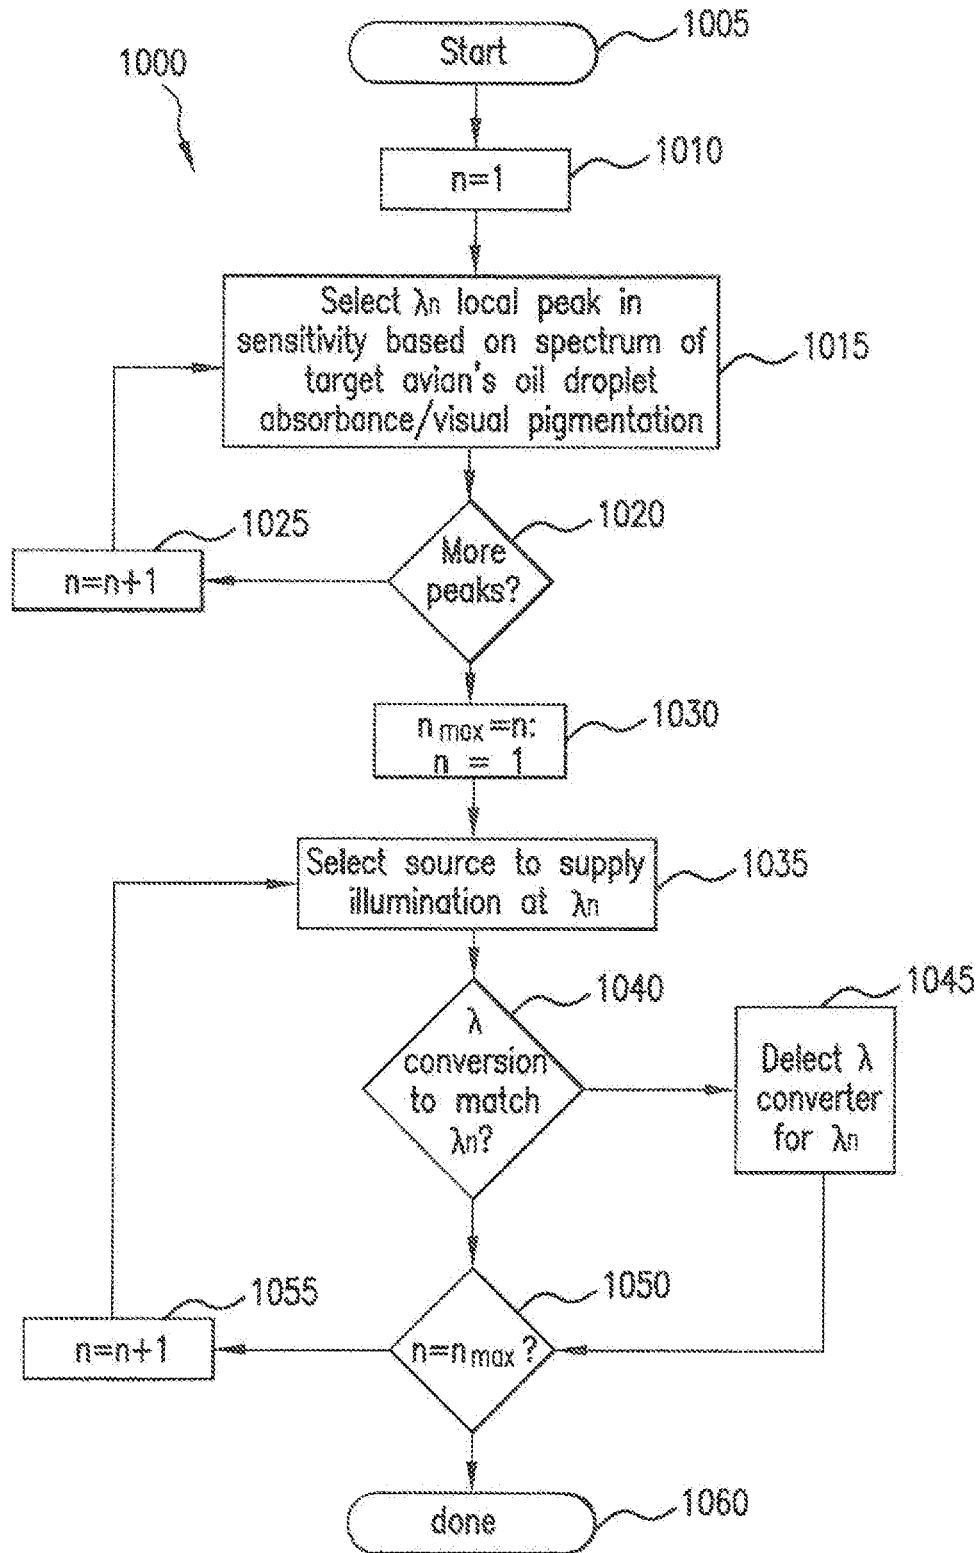 1000
Start
1005
n=1
1010
Select λn local peak in
sensitivity based on spectrum of
target avian's oil droplet
absorbance/visual pigmentation
1015
More
peaks?
1020
n=n+1
1025
n max =n:
n = 1
1030
Select source to supply
illumination at λn
1035
λ
conversion
to match
λn?
1040
Delect λ
converter
for λn
1045
n=n max ?
1050
n=n+1
1055
done
1060